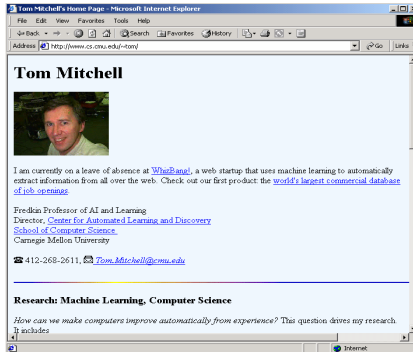 Tom Mitchell's Home Page - Microsoft Internet Explorer
File Edit View Favorites Tools Help
Back Search Favorites History
Address http://www.cs.cmu.edu/~tom/ Go Links
Tom Mitchell
I am currently on a leave of absence at WhizBang!, a web startup that uses machine learning to automatically
extract information from all over the web. Check out our first product: the world's largest commercial database
of job openings.
Fredkin Professor of AI and Learning
Director, Center for Automated Learning and Discovery
School of Computer Science
Carnegie Mellon University
412-268-2611, Tom.Mitchell@cmu.edu
Research: Machine Learning, Computer Science
How can we make computers improve automatically from experience? This question drives my research.
It includes
Internet